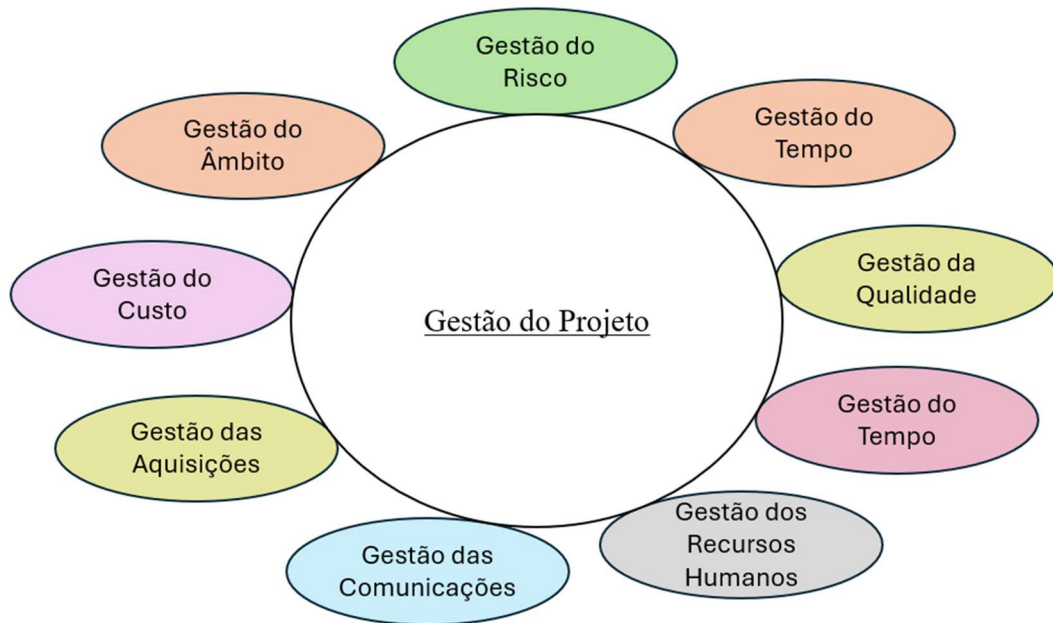 Gestão do
Risco
Gestão do
Âmbito
Gestão do
Tempo
Gestão do
Custo
Gestão da
Qualidade
Gestão do Projeto
Gestão das
Aquisições
Gestão do
Tempo
Gestão das
Comunicações
Gestão dos
Recursos
Humanos